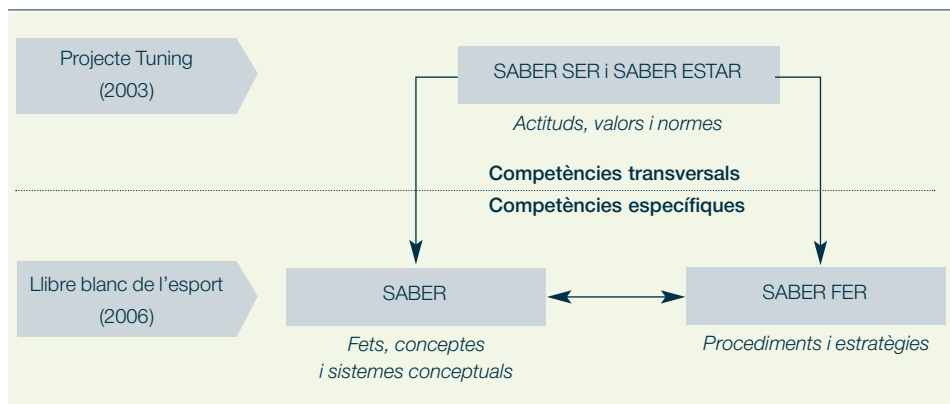 Projecte Tuning
(2003)
SABER SER i SABER ESTAR
Actituds, valors i normes
Competències transversals
Competències específiques
Llibre blanc de l’esport
(2006)
SABER
Fets, conceptes
i sistemes conceptuals
SABER FER
Procediments i estratègies